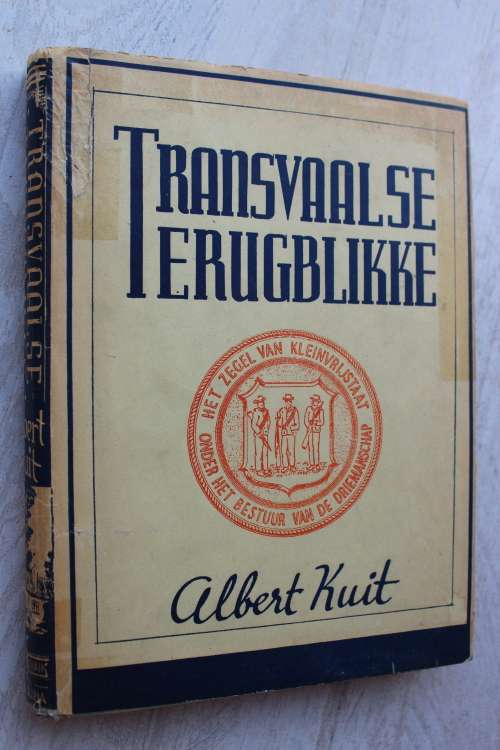 TRANSVAALSE
TERUGBLIKKE
HET ZEGEL VAN KLEINVRIJSTAAT
ONDER HET BESTUUR VAN DE DRIEMANSCHAP
Albert Kuit
TRANSVAALSE